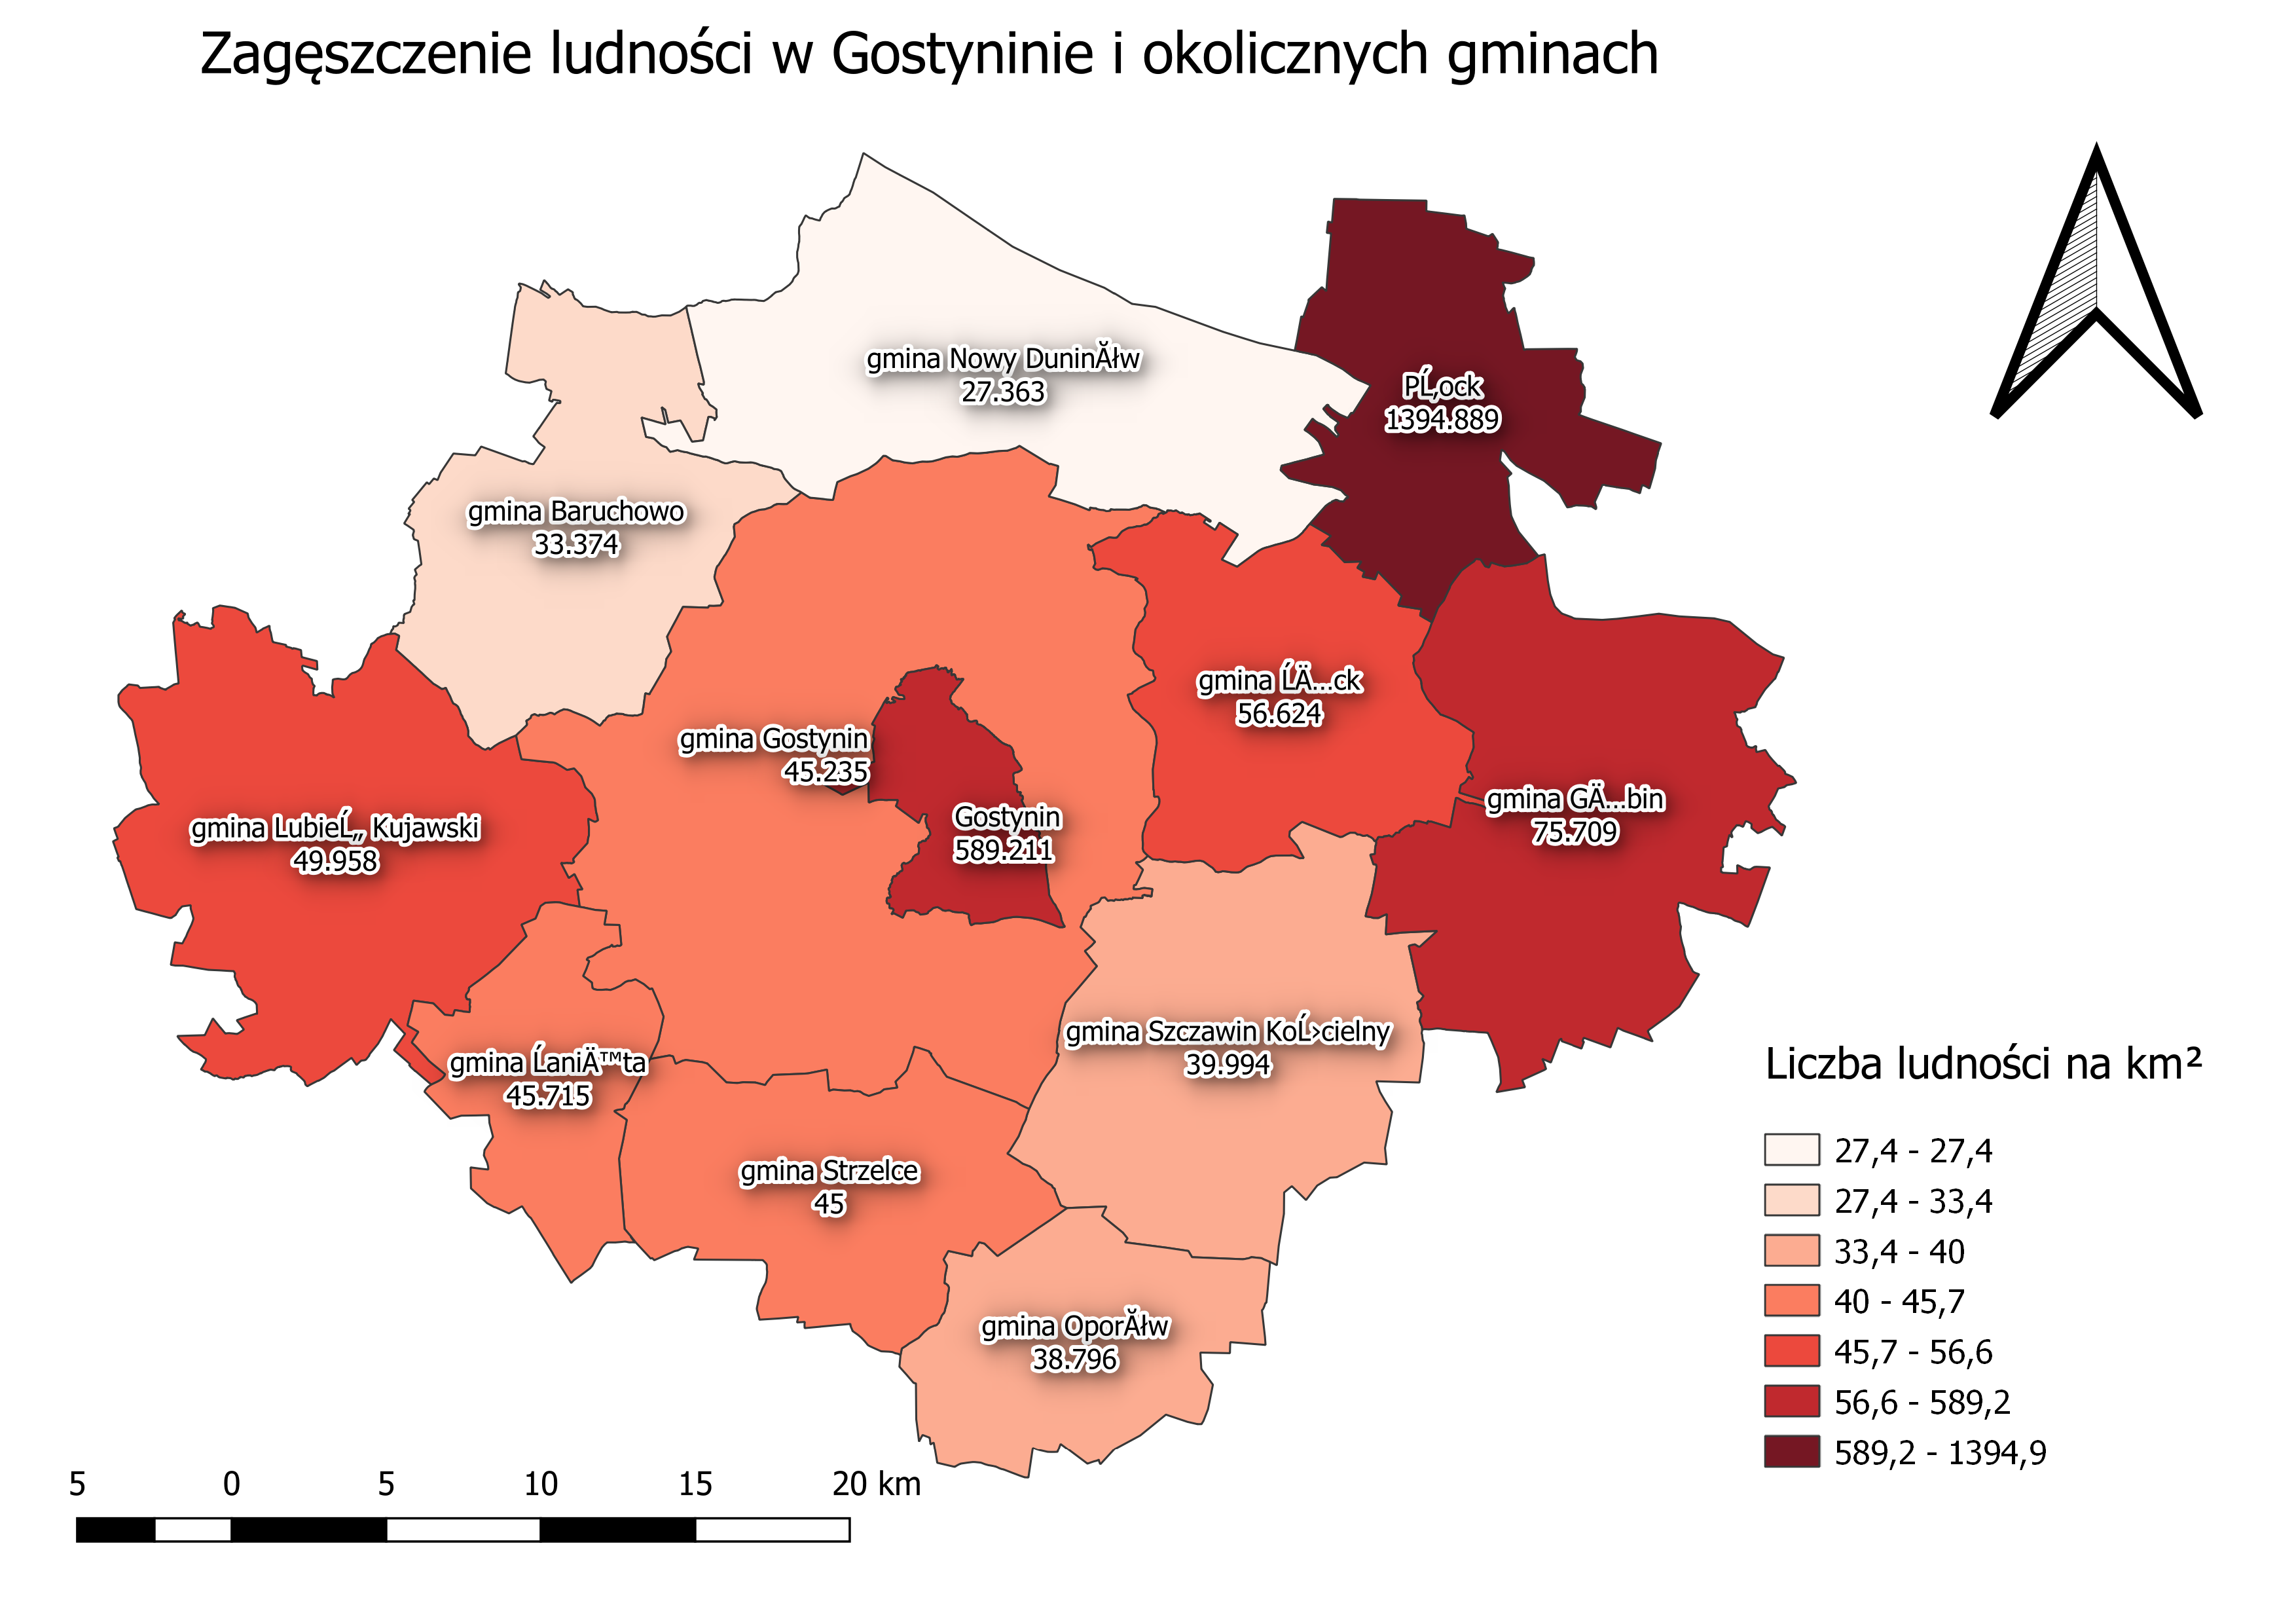 Zagęszczenie ludności w Gostyninie i okolicznych gminach
gmina Nowy DuninĂłw
27.363
PĹ‚ock
1394.889
gmina Baruchowo
33.374
gmina ĹÄ…ck
56.624
gmina Gostynin
45.235
gmina GÄ…bin
75.709
gmina LubieĹ„ Kujawski
49.958
Gostynin
589.211
gmina Szczawin KoĹ›cielny
39.994
gmina ĹaniÄ™ta
45.715
gmina Strzelce
45
gmina OporĂłw
38.796
Liczba ludności na km²
27,4 - 27,4
27,4 - 33,4
33,4 - 40
40 - 45,7
45,7 - 56,6
56,6 - 589,2
589,2 - 1394,9
5 0 5 10 15 20 km